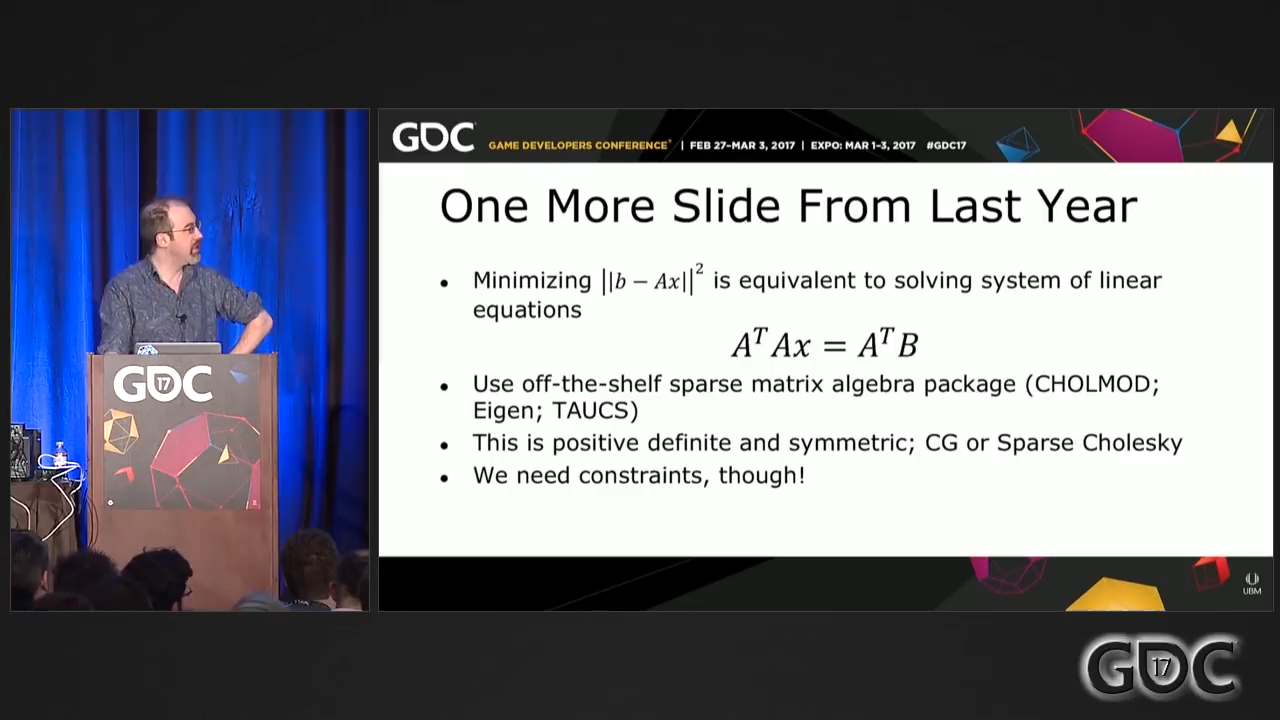 GDC
GAME DEVELOPERS CONFERENCE® | FEB 27–MAR 3, 2017 | EXPO: MAR 1–3, 2017 #GDC17
One More Slide From Last Year
• Minimizing ||b − Ax||² is equivalent to solving system of linear
equations
AᵀAx = AᵀB
• Use off-the-shelf sparse matrix algebra package (CHOLMOD;
Eigen; TAUCS)
• This is positive definite and symmetric; CG or Sparse Cholesky
• We need constraints, though!
GDC
17
UBM
GDC
17